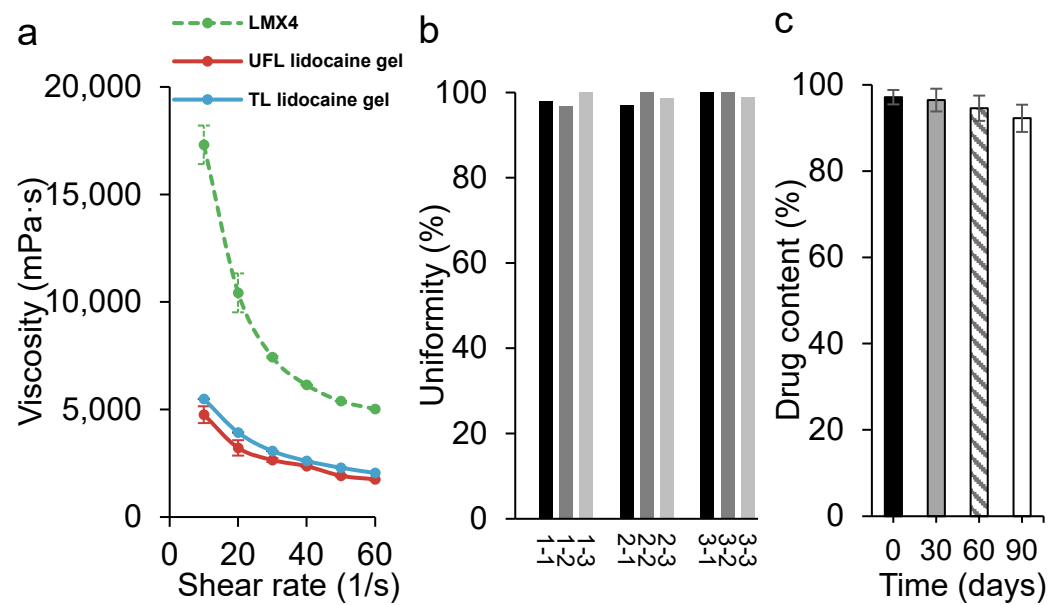 a
LMX4
UFL lidocaine gel
TL lidocaine gel
Viscosity (mPa·s)
20,000
15,000
10,000
5,000
0
0 20 40 60
Shear rate (1/s)
b
Uniformity (%)
100
80
60
40
20
0
1-1
1-2
1-3
2-1
2-2
2-3
3-1
3-2
3-3
c
Drug content (%)
100
80
60
40
20
0
0 30 60 90
Time (days)